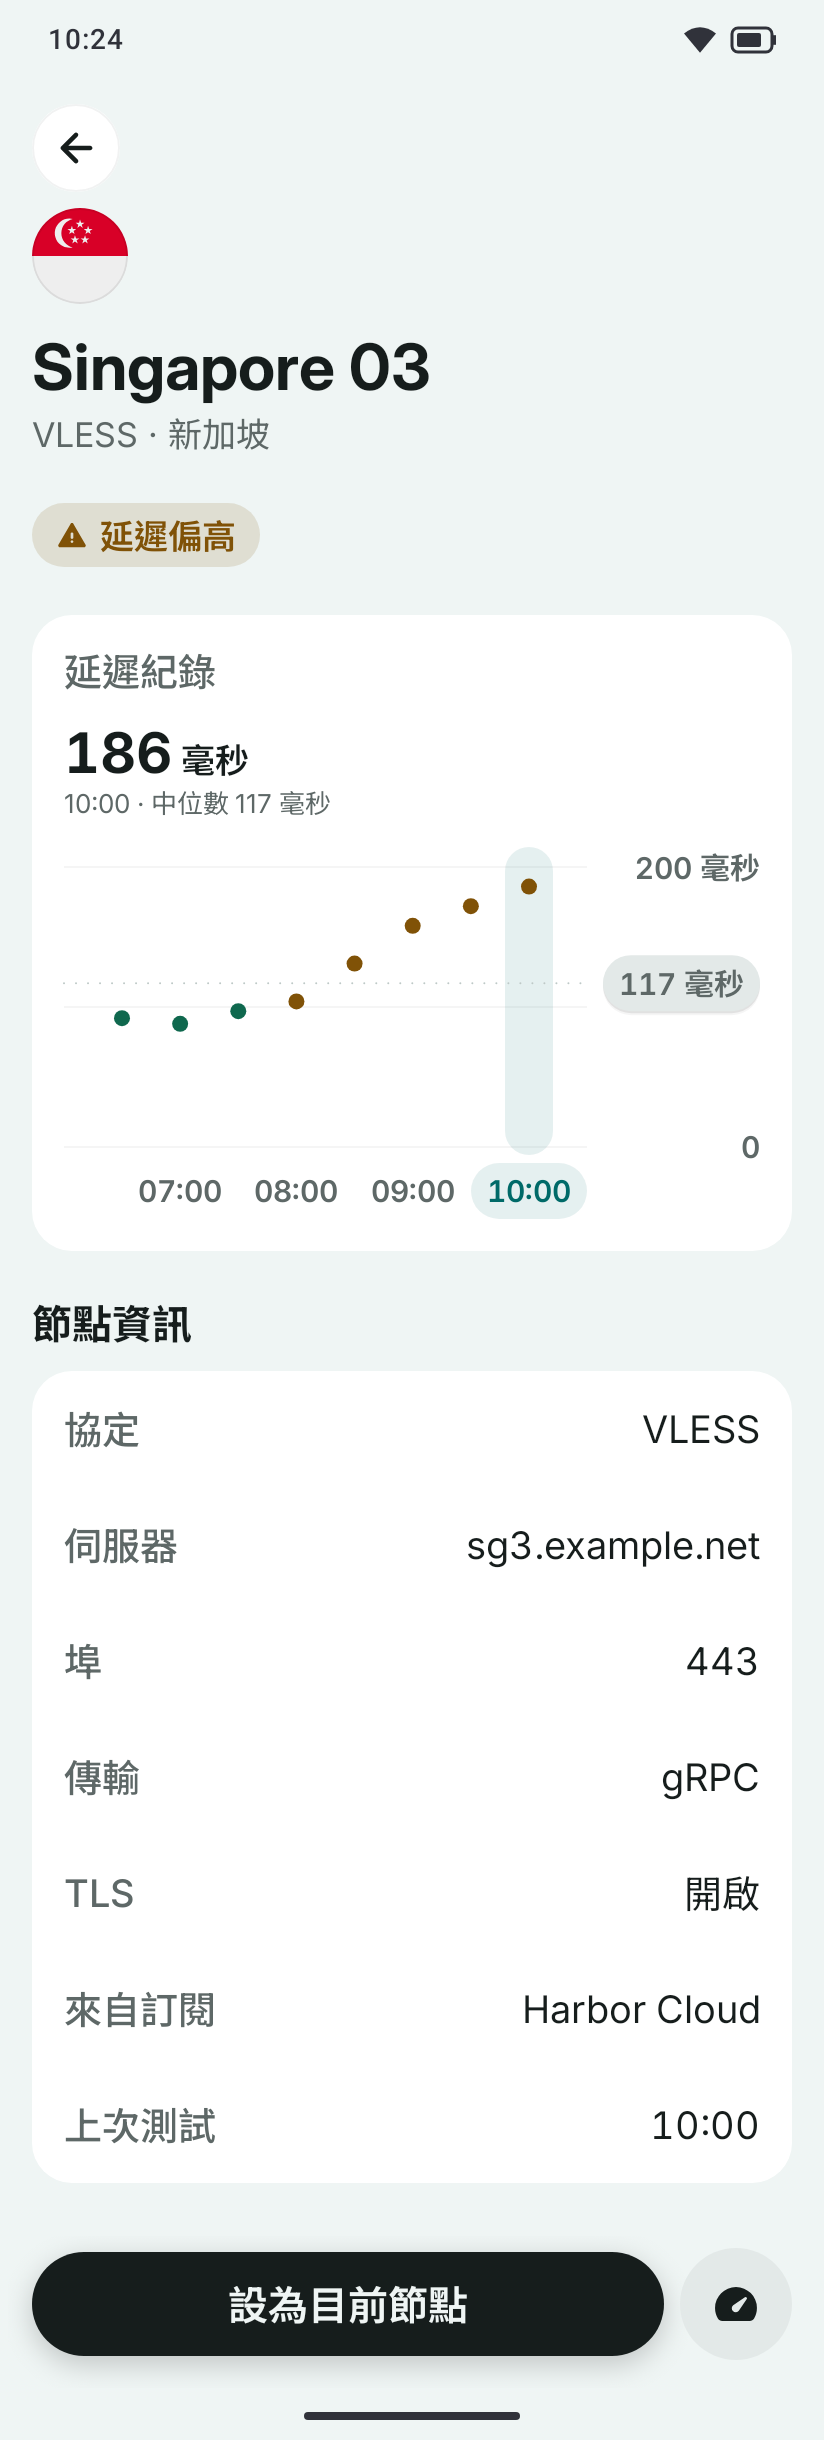 10:24
Singapore 03
VLESS · 新加坡
延遲偏高
延遲紀錄
186 毫秒
10:00 · 中位數 117 毫秒
200 毫秒
117 毫秒
0
07:00 08:00 09:00 10:00
節點資訊
協定 VLESS
伺服器 sg3.example.net
埠 443
傳輸 gRPC
TLS 開啟
來自訂閱 Harbor Cloud
上次測試 10:00
設為目前節點